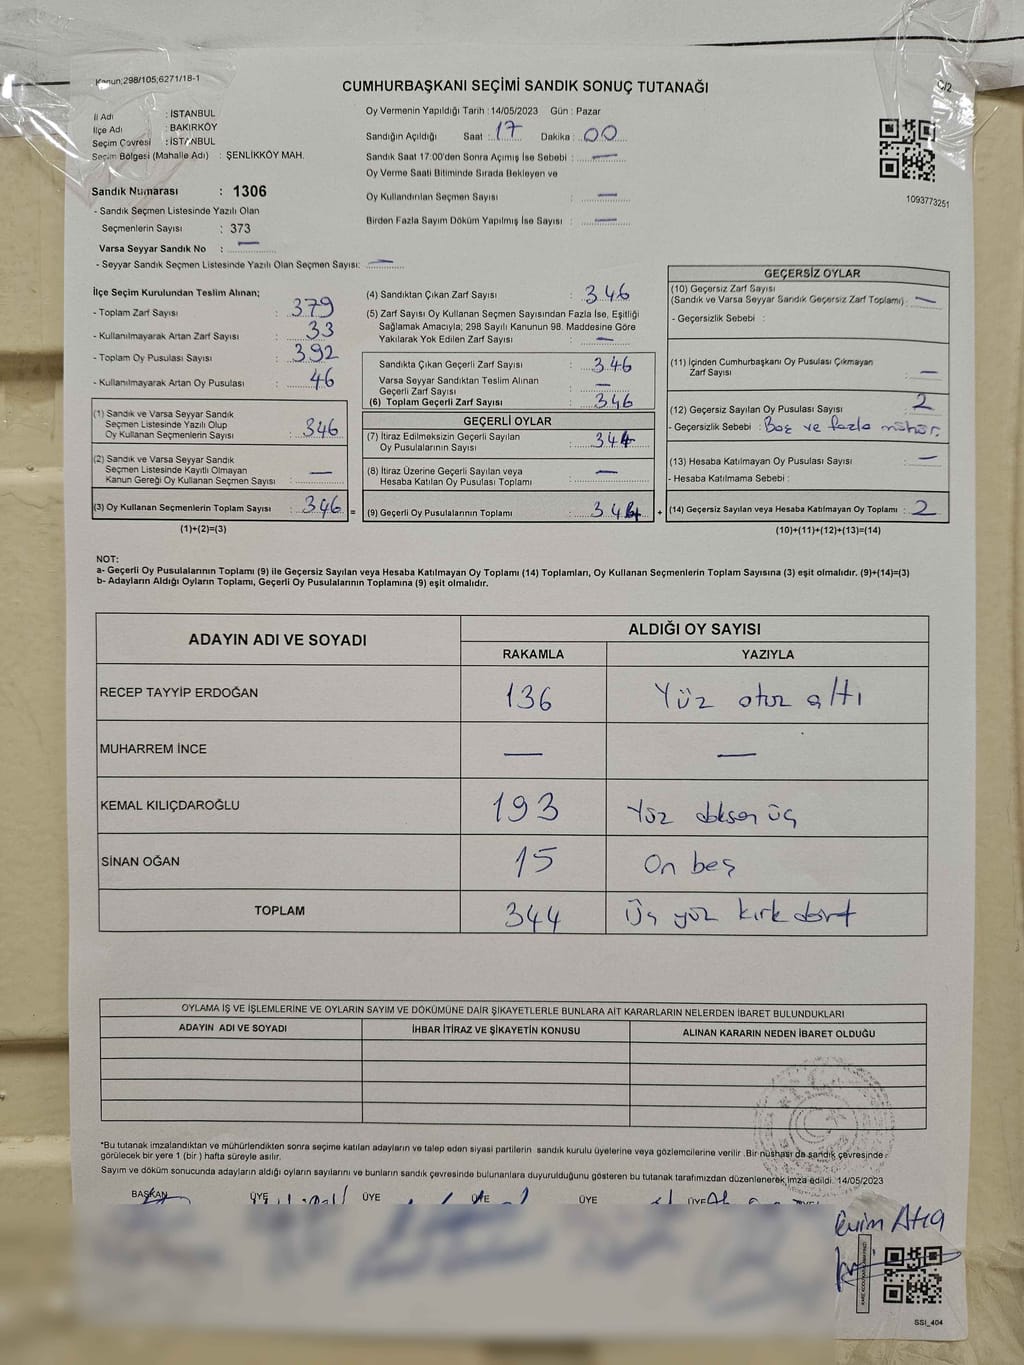 Kanun;298/105;6271/18-1
CUMHURBAŞKANI SEÇİMİ SANDIK SONUÇ TUTANAĞI
C/2
İl Adı : İSTANBUL
İlçe Adı : BAKIRKÖY
Seçim Çevresi : İSTANBUL
Seçim Bölgesi (Mahalle Adı) : ŞENLİKKÖY MAH.
Sandık Numarası : 1306
- Sandık Seçmen Listesinde Yazılı Olan
Seçmenlerin Sayısı : 373
Varsa Seyyar Sandık No : —
- Seyyar Sandık Seçmen Listesinde Yazılı Olan Seçmen Sayısı: —
Oy Vermenin Yapıldığı Tarih : 14/05/2023 Gün : Pazar
Sandığın Açıldığı Saat : 17 Dakika : 00
Sandık Saat 17:00'den Sonra Açımış İse Sebebi : —
Oy Verme Saati Bitiminde Sırada Bekleyen ve
Oy Kullandırılan Seçmen Sayısı : —
Birden Fazla Sayım Döküm Yapılmış İse Sayısı : —
1093773251
İlçe Seçim Kurulundan Teslim Alınan;
- Toplam Zarf Sayısı : 379
- Kullanılmayarak Artan Zarf Sayısı : 33
- Toplam Oy Pusulası Sayısı : 392
- Kullanılmayarak Artan Oy Pusulası : 46
(1) Sandık ve Varsa Seyyar Sandık
Seçmen Listesinde Yazılı Olup
Oy Kullanan Seçmenlerin Sayısı : 346
(2) Sandık ve Varsa Seyyar Sandık
Seçmen Listesinde Kayıtlı Olmayan
Kanun Gereği Oy Kullanan Seçmen Sayısı : —
(3) Oy Kullanan Seçmenlerin Toplam Sayısı : 346 =
(1)+(2)=(3)
(4) Sandıktan Çıkan Zarf Sayısı : 346
(5) Zarf Sayısı Oy Kullanan Seçmen Sayısından Fazla İse, Eşitliği
Sağlamak Amacıyla; 298 Sayılı Kanunun 98. Maddesine Göre
Yakılarak Yok Edilen Zarf Sayısı : —
Sandıkta Çıkan Geçerli Zarf Sayısı : 346
Varsa Seyyar Sandıktan Teslim Alınan
Geçerli Zarf Sayısı : —
(6) Toplam Geçerli Zarf Sayısı : 346
GEÇERLİ OYLAR
(7) İtiraz Edilmeksizin Geçerli Sayılan
Oy Pusulalarının Sayısı : 344
(8) İtiraz Üzerine Geçerli Sayılan veya
Hesaba Katılan Oy Pusulası Toplamı : —
(9) Geçerli Oy Pusulalarının Toplamı : 344 +
GEÇERSİZ OYLAR
(10) Geçersiz Zarf Sayısı
(Sandık ve Varsa Seyyar Sandık Geçersiz Zarf Toplamı) : —
- Geçersizlik Sebebi :
(11) İçinden Cumhurbaşkanı Oy Pusulası Çıkmayan
Zarf Sayısı : —
(12) Geçersiz Sayılan Oy Pusulası Sayısı : 2
- Geçersizlik Sebebi : Boş ve fazla mühür.
(13) Hesaba Katılmayan Oy Pusulası Sayısı : —
- Hesaba Katılmama Sebebi :
(14) Geçersiz Sayılan veya Hesaba Katılmayan Oy Toplamı : 2
(10)+(11)+(12)+(13)=(14)
NOT:
a- Geçerli Oy Pusulalarının Toplamı (9) ile Geçersiz Sayılan veya Hesaba Katılmayan Oy Toplamı (14) Toplamları, Oy Kullanan Seçmenlerin Toplam Sayısına (3) eşit olmalıdır. (9)+(14)=(3)
b- Adayların Aldığı Oyların Toplamı, Geçerli Oy Pusulalarının Toplamına (9) eşit olmalıdır.
ADAYIN ADI VE SOYADI ALDIĞI OY SAYISI
RAKAMLA YAZIYLA
RECEP TAYYİP ERDOĞAN 136 Yüz otuz altı
MUHARREM İNCE — —
KEMAL KILIÇDAROĞLU 193 Yüz doksan üç
SİNAN OĞAN 15 On beş
TOPLAM 344 Üç yüz kırk dört
OYLAMA İŞ VE İŞLEMLERİNE VE OYLARIN SAYIM VE DÖKÜMÜNE DAİR ŞİKAYETLERLE BUNLARA AİT KARARLARIN NELERDEN İBARET BULUNDUKLARI
ADAYIN ADI VE SOYADI İHBAR İTİRAZ VE ŞİKAYETİN KONUSU ALINAN KARARIN NEDEN İBARET OLDUĞU
*Bu tutanak imzalandıktan ve mühürlendikten sonra seçime katılan adayların ve talep eden siyasi partilerin sandık kurulu üyelerine veya gözlemcilerine verilir .Bir nüshası da sandık çevresinde
görülecek bir yere 1 (bir ) hafta süreyle asılır.
Sayım ve döküm sonucunda adayların aldığı oyların sayılarını ve bunların sandık çevresinde bulunanlara duyurulduğunu gösteren bu tutanak tarafımızdan düzenlenerek imza edildi. 14/05/2023
BAŞKAN ÜYE ÜYE ÜYE ÜYE ÜYE ÜYE
SSI_404